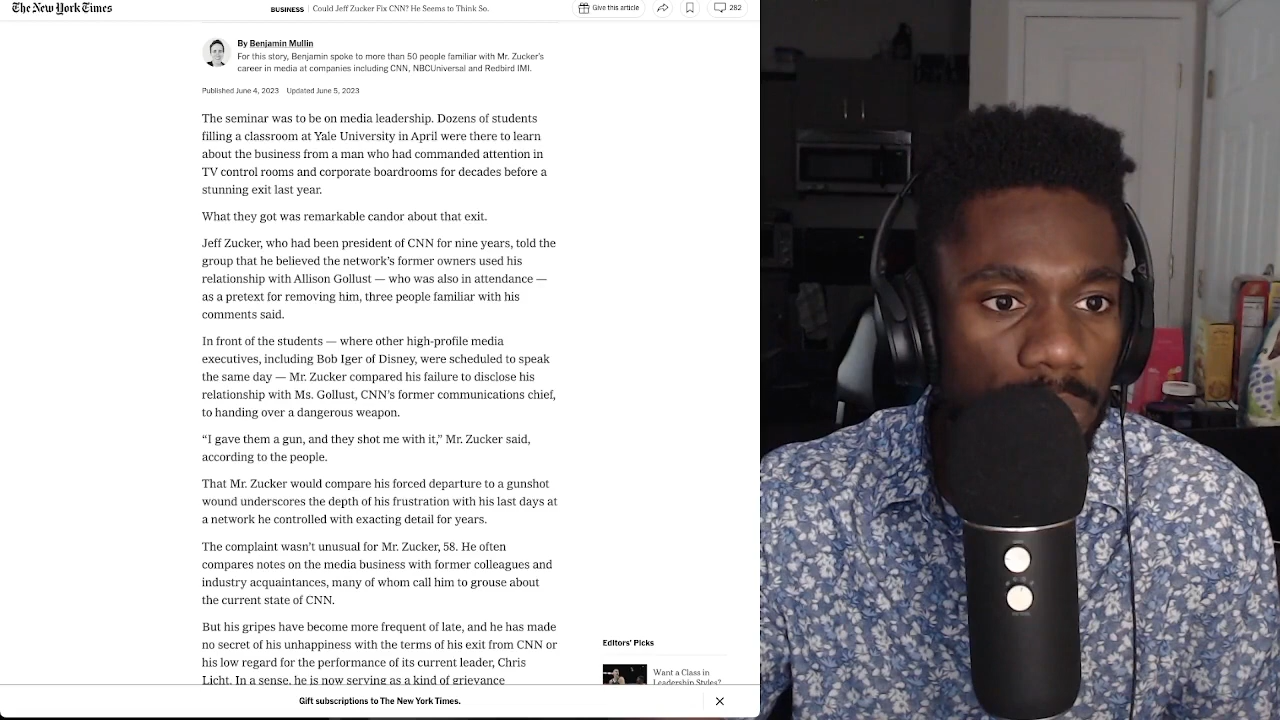 The New York Times
BUSINESS | Could Jeff Zucker Fix CNN? He Seems to Think So.
Give this article
282
By Benjamin Mullin
For this story, Benjamin spoke to more than 50 people familiar with Mr. Zucker's
career in media at companies including CNN, NBCUniversal and Redbird IMI.
Published June 4, 2023 Updated June 5, 2023
The seminar was to be on media leadership. Dozens of students
filling a classroom at Yale University in April were there to learn
about the business from a man who had commanded attention in
TV control rooms and corporate boardrooms for decades before a
stunning exit last year.
What they got was remarkable candor about that exit.
Jeff Zucker, who had been president of CNN for nine years, told the
group that he believed the network's former owners used his
relationship with Allison Gollust — who was also in attendance —
as a pretext for removing him, three people familiar with his
comments said.
In front of the students — where other high-profile media
executives, including Bob Iger of Disney, were scheduled to speak
the same day — Mr. Zucker compared his failure to disclose his
relationship with Ms. Gollust, CNN's former communications chief,
to handing over a dangerous weapon.
“I gave them a gun, and they shot me with it,” Mr. Zucker said,
according to the people.
That Mr. Zucker would compare his forced departure to a gunshot
wound underscores the depth of his frustration with his last days at
a network he controlled with exacting detail for years.
The complaint wasn't unusual for Mr. Zucker, 58. He often
compares notes on the media business with former colleagues and
industry acquaintances, many of whom call him to grouse about
the current state of CNN.
But his gripes have become more frequent of late, and he has made
no secret of his unhappiness with the terms of his exit from CNN or
his low regard for the performance of its current leader, Chris
Licht. In a sense, he is now serving as a kind of grievance
Editors' Picks
Want a Class in
Leadership Styles?
Gift subscriptions to The New York Times.